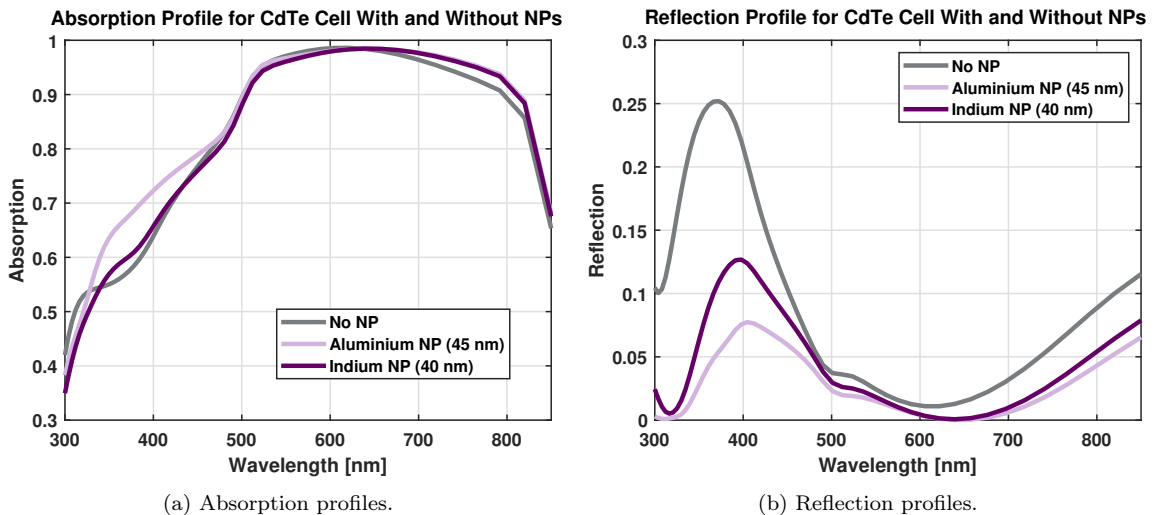 Absorption Profile for CdTe Cell With and Without NPs
1
0.9
0.8
0.7
0.6
0.5
0.4
0.3
Absorption
No NP
Aluminium NP (45 nm)
Indium NP (40 nm)
300 400 500 600 700 800
Wavelength [nm]
(a) Absorption profiles.
Reflection Profile for CdTe Cell With and Without NPs
0.3
0.25
0.2
0.15
0.1
0.05
0
Reflection
No NP
Aluminium NP (45 nm)
Indium NP (40 nm)
300 400 500 600 700 800
Wavelength [nm]
(b) Reflection profiles.